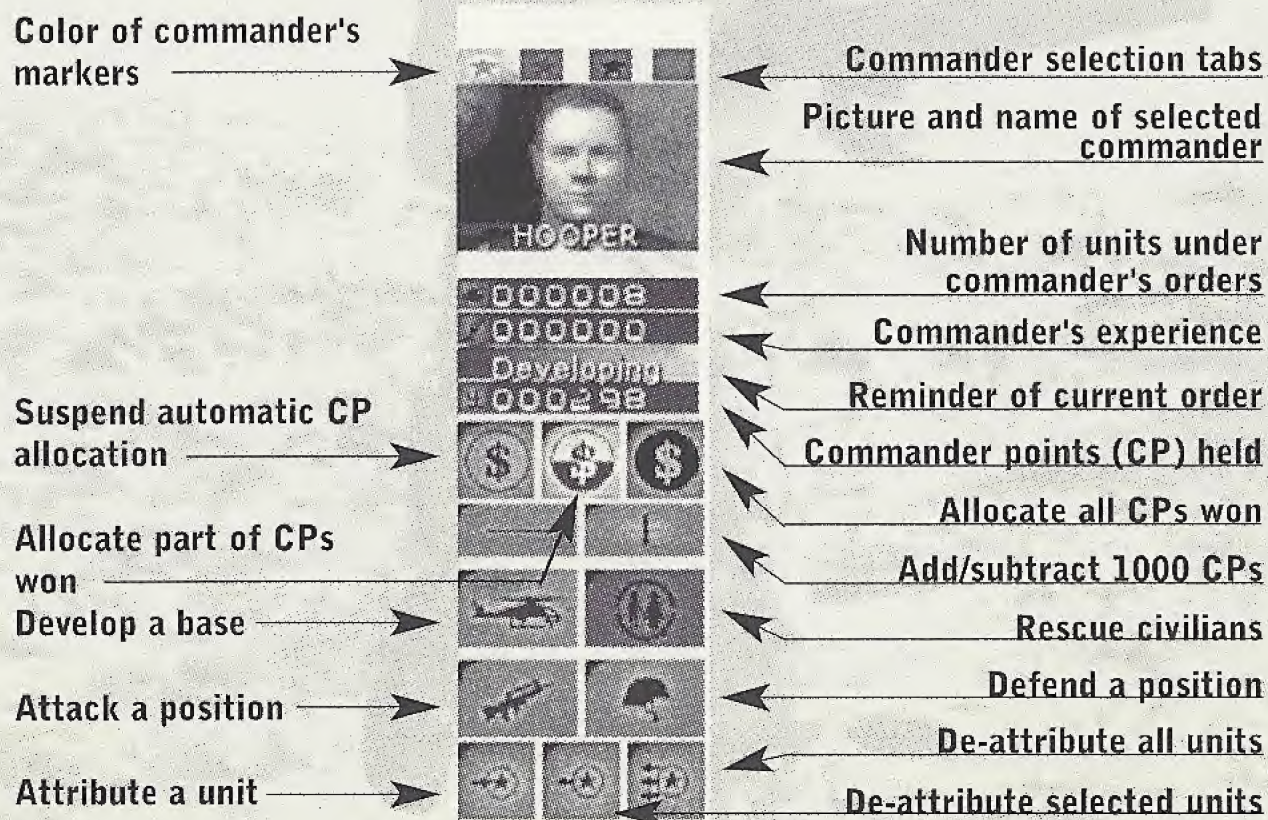 Color of commander's
markers
Commander selection tabs
Picture and name of selected
commander
HOOPER
Number of units under
commander's orders
000008
Commander's experience
000000
Developing
Reminder of current order
000298
Suspend automatic CP
allocation
Commander points (CP) held
$ $ $
Allocate all CPs won
Allocate part of CPs
won
Add/subtract 1000 CPs
Develop a base
Rescue civilians
Attack a position
Defend a position
De-attribute all units
Attribute a unit
De-attribute selected units